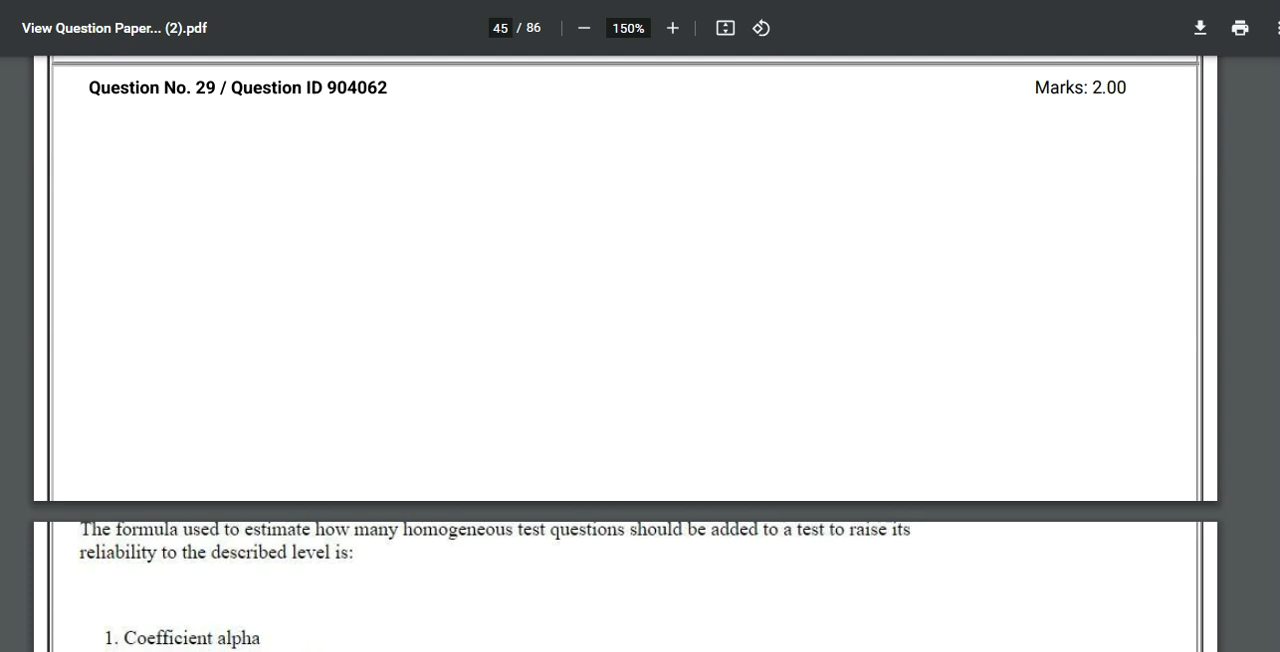 View Question Paper... (2).pdf 45 / 86 150%
Question No. 29 / Question ID 904062 Marks: 2.00
The formula used to estimate how many homogeneous test questions should be added to a test to raise its
reliability to the described level is:
1. Coefficient alpha